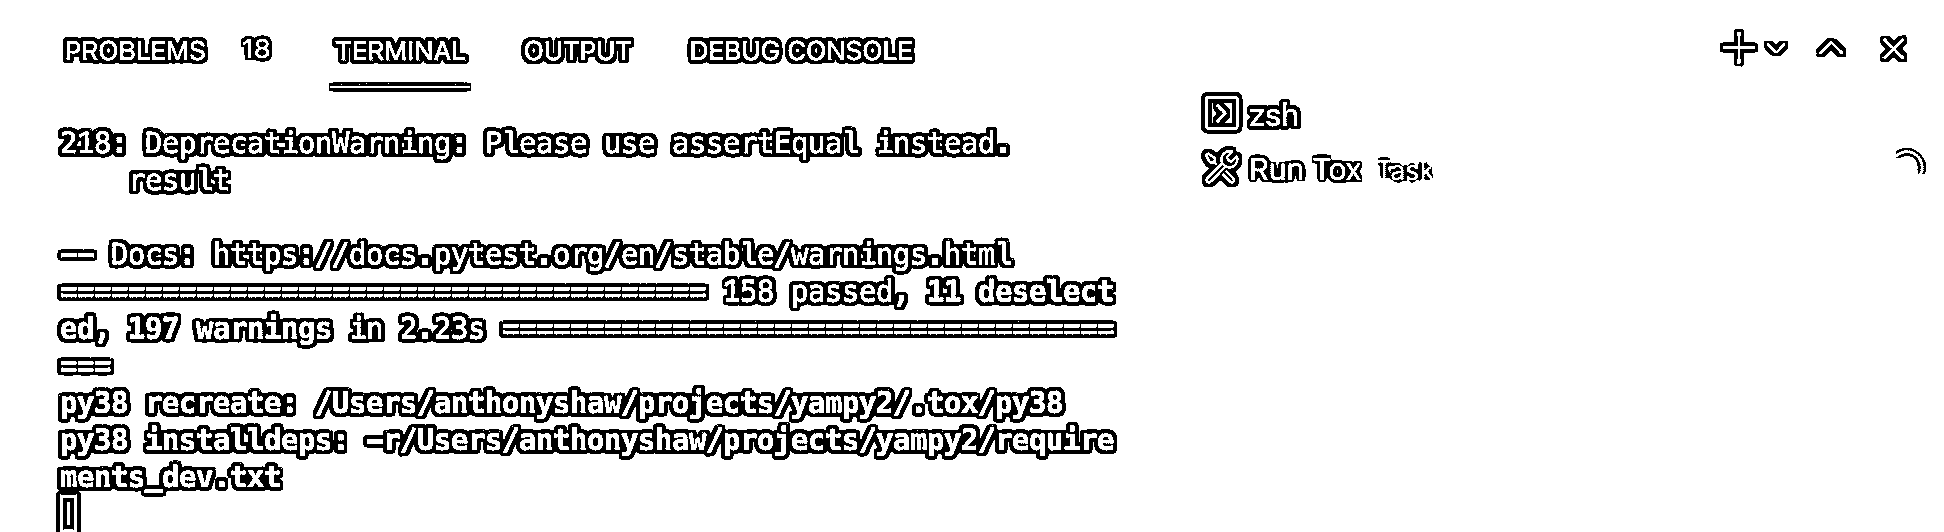 PROBLEMS 18 TERMINAL OUTPUT DEBUG CONSOLE
218: DeprecationWarning: Please use assertEqual instead.
result
-- Docs: https://docs.pytest.org/en/stable/warnings.html
====================================== 158 passed, 11 deselect
ed, 197 warnings in 2.23s ====================================
===
py38 recreate: /Users/anthonyshaw/projects/yampy2/.tox/py38
py38 installdeps: -r/Users/anthonyshaw/projects/yampy2/require
ments_dev.txt
zsh
Run Tox Task